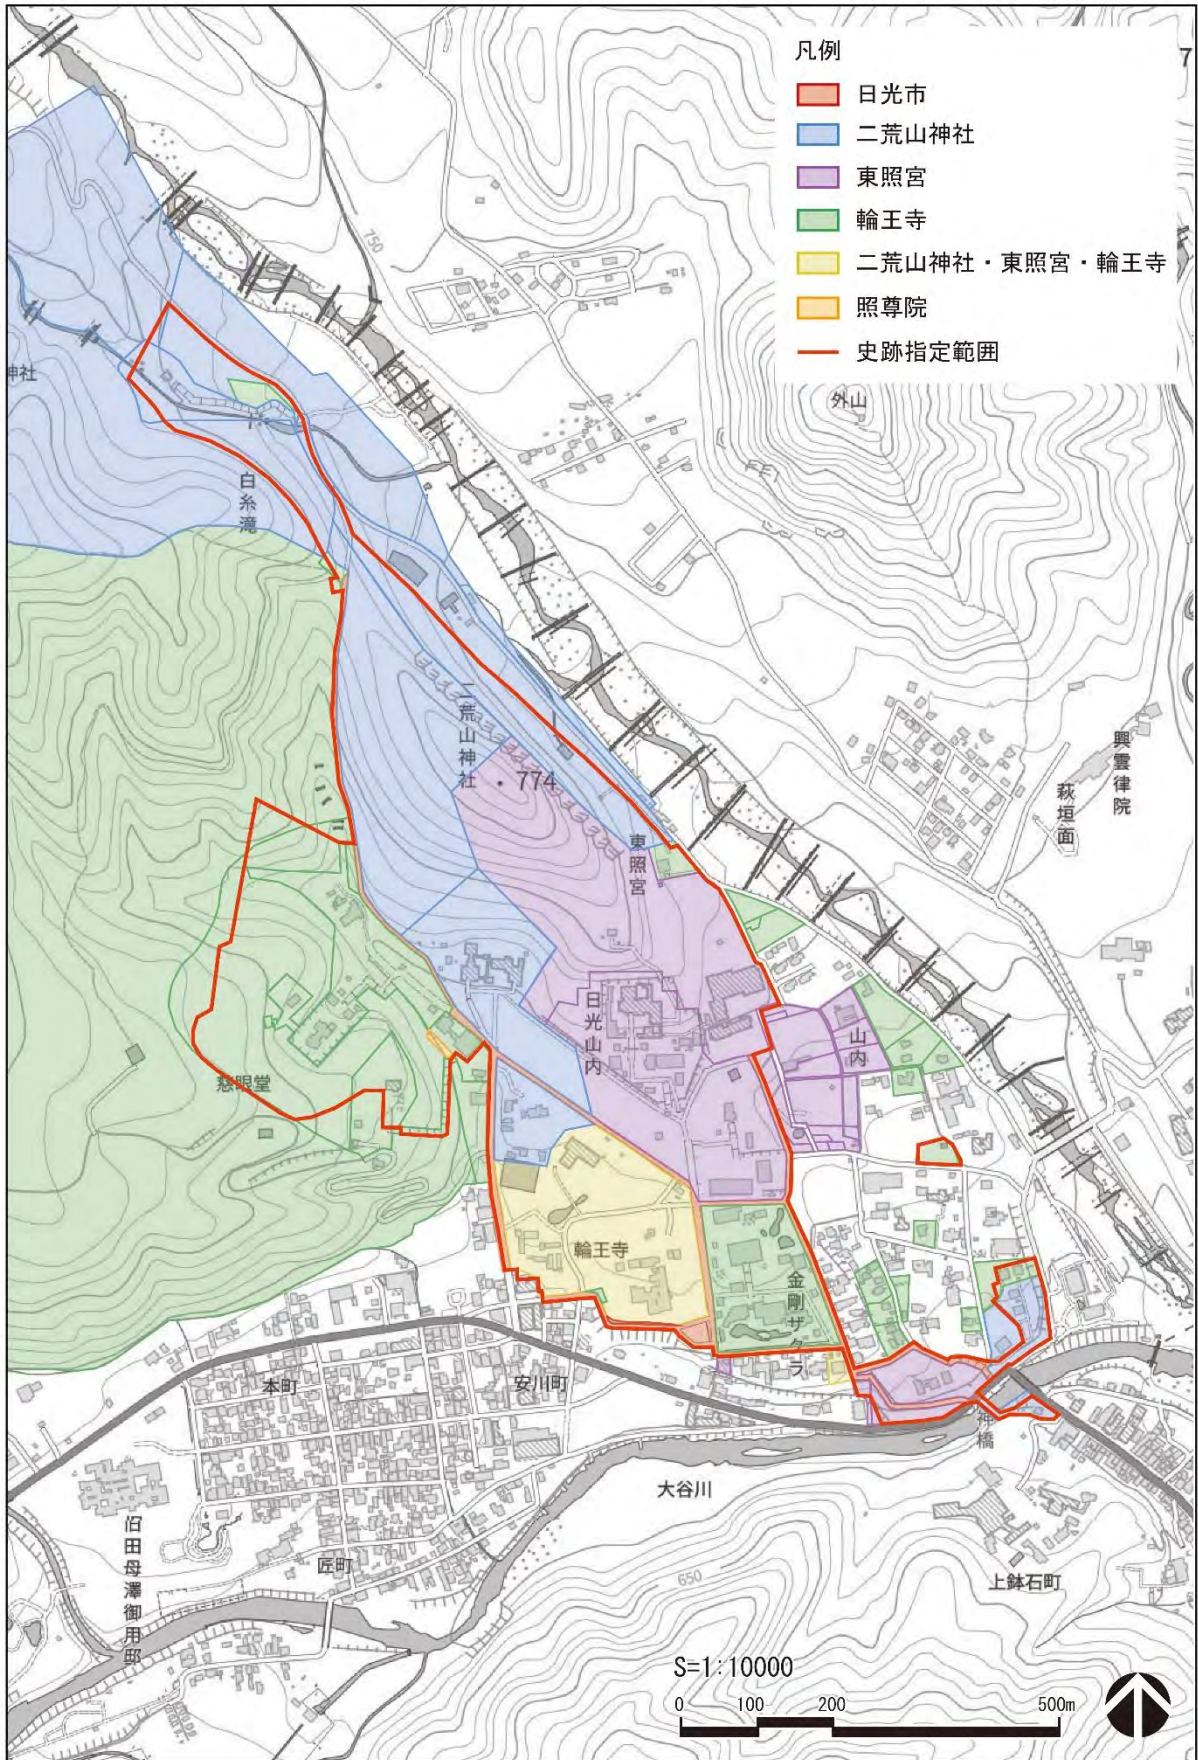 凡例
7
日光市
二荒山神社
東照宮
輪王寺
二荒山神社・東照宮・輪王寺
照尊院
史跡指定範囲
750
神社
外山
白糸滝
二荒山神社
・774
興雲律院
萩垣面
東照宮
日光山内
山内
慈眼堂
輪王寺
金剛ザクラ
本町
安川町
神橋
大谷川
旧田母澤御用邸
匠町
650
上鉢石町
S=1:10000
0 100 200 500m